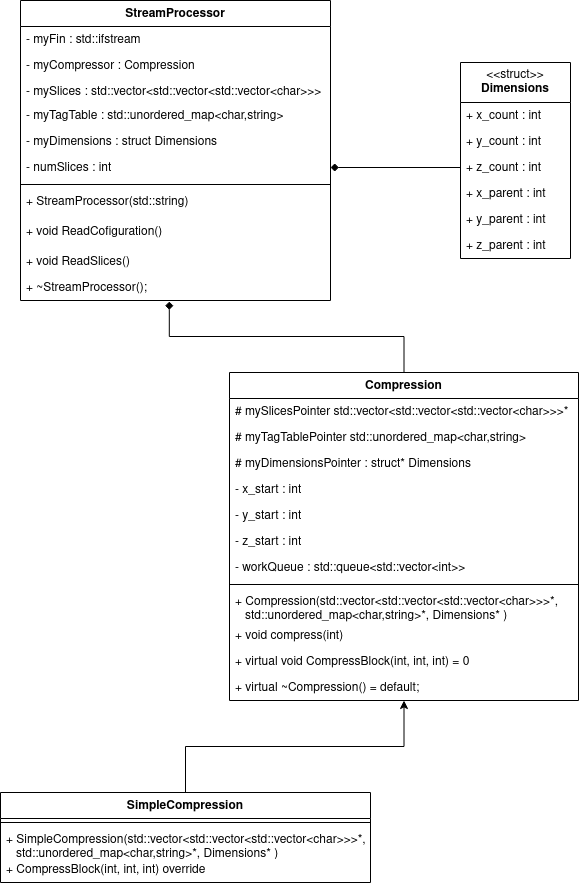 StreamProcessor
- myFin : std::ifstream
- myCompressor : Compression
- mySlices : std::vector<std::vector<std::vector<char>>>
- myTagTable : std::unordered_map<char,string>
- myDimensions : struct Dimensions
- numSlices : int
+ StreamProcessor(std::string)
+ void ReadCofiguration()
+ void ReadSlices()
+ ~StreamProcessor();
<<struct>>
Dimensions
+ x_count : int
+ y_count : int
+ z_count : int
+ x_parent : int
+ y_parent : int
+ z_parent : int
Compression
# mySlicesPointer std::vector<std::vector<std::vector<char>>>*
# myTagTablePointer std::unordered_map<char,string>
# myDimensionsPointer : struct* Dimensions
- x_start : int
- y_start : int
- z_start : int
- workQueue : std::queue<std::vector<int>>
+ Compression(std::vector<std::vector<std::vector<char>>>*,
std::unordered_map<char,string>*, Dimensions* )
+ void compress(int)
+ virtual void CompressBlock(int, int, int) = 0
+ virtual ~Compression() = default;
SimpleCompression
+ SimpleCompression(std::vector<std::vector<std::vector<char>>>*,
std::unordered_map<char,string>*, Dimensions* )
+ CompressBlock(int, int, int) override